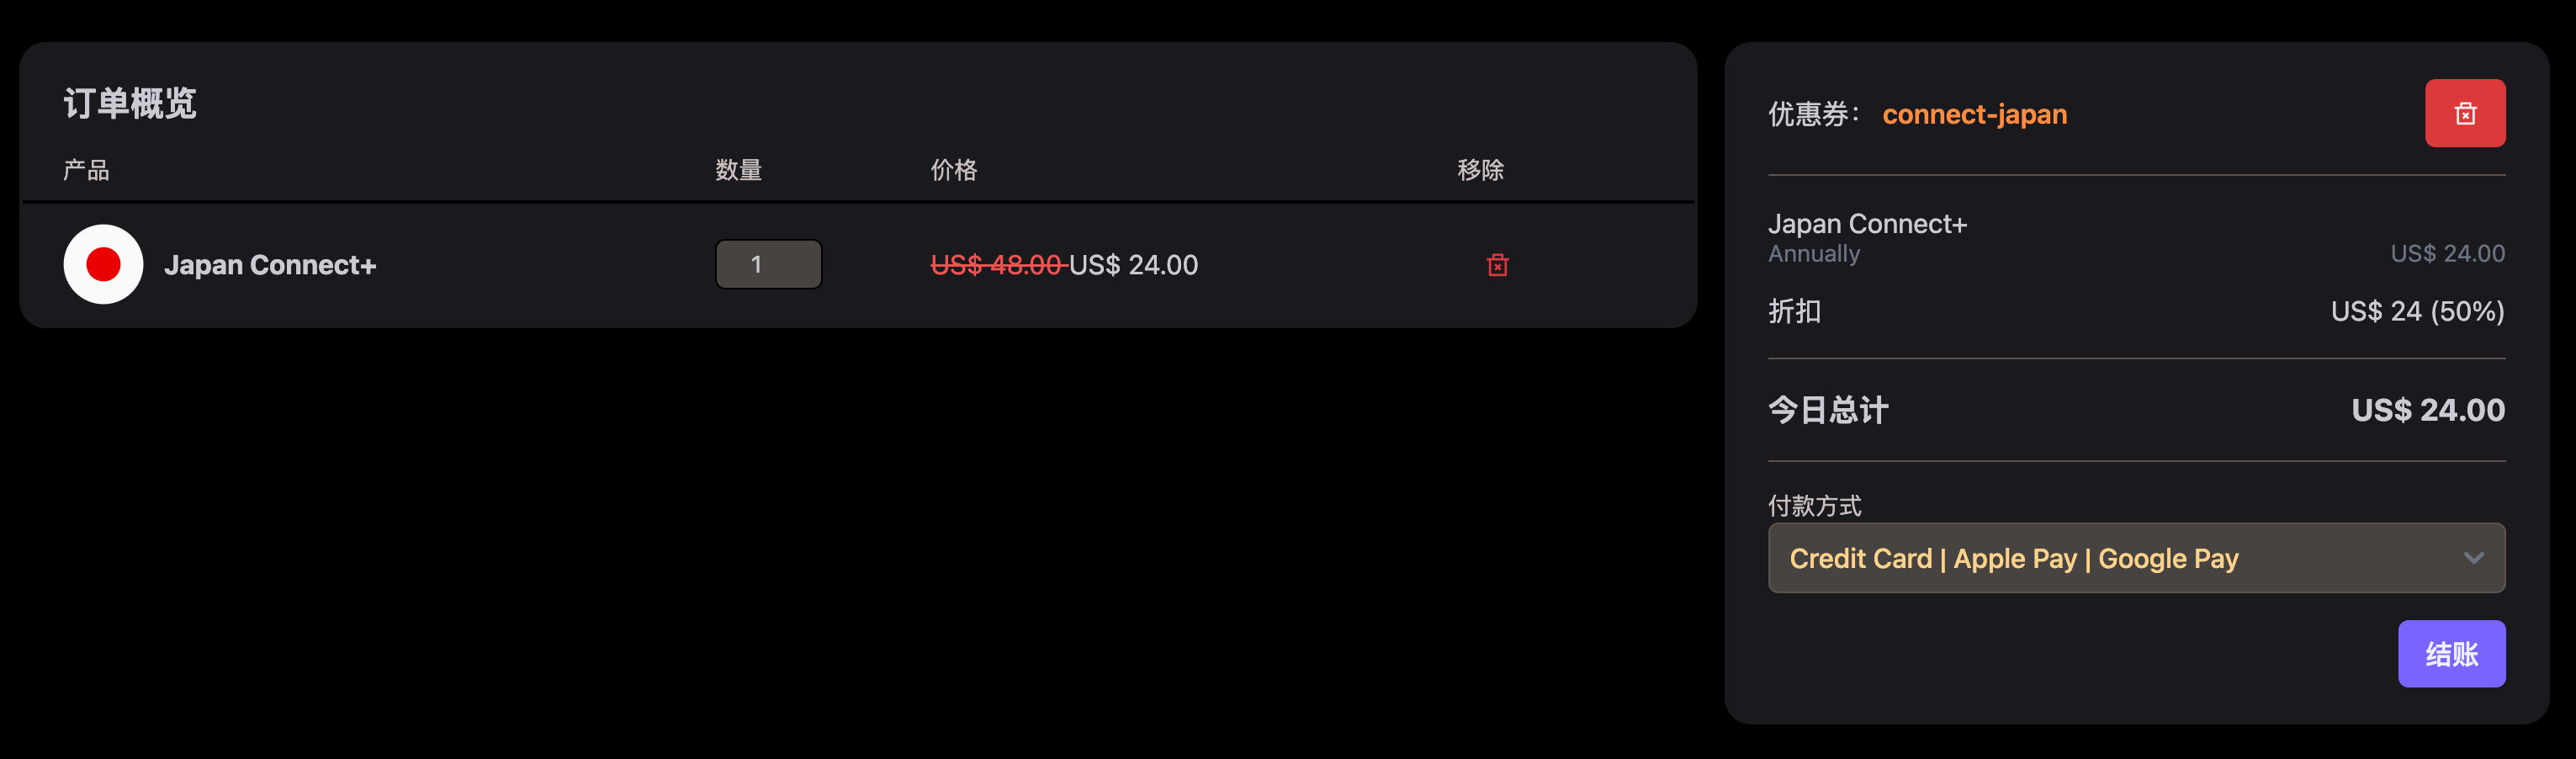 订单概览
产品 数量 价格 移除
Japan Connect+ 1 US$ 48.00 US$ 24.00
优惠券： connect-japan
Japan Connect+
Annually US$ 24.00
折扣 US$ 24 (50%)
今日总计 US$ 24.00
付款方式
Credit Card | Apple Pay | Google Pay
结账